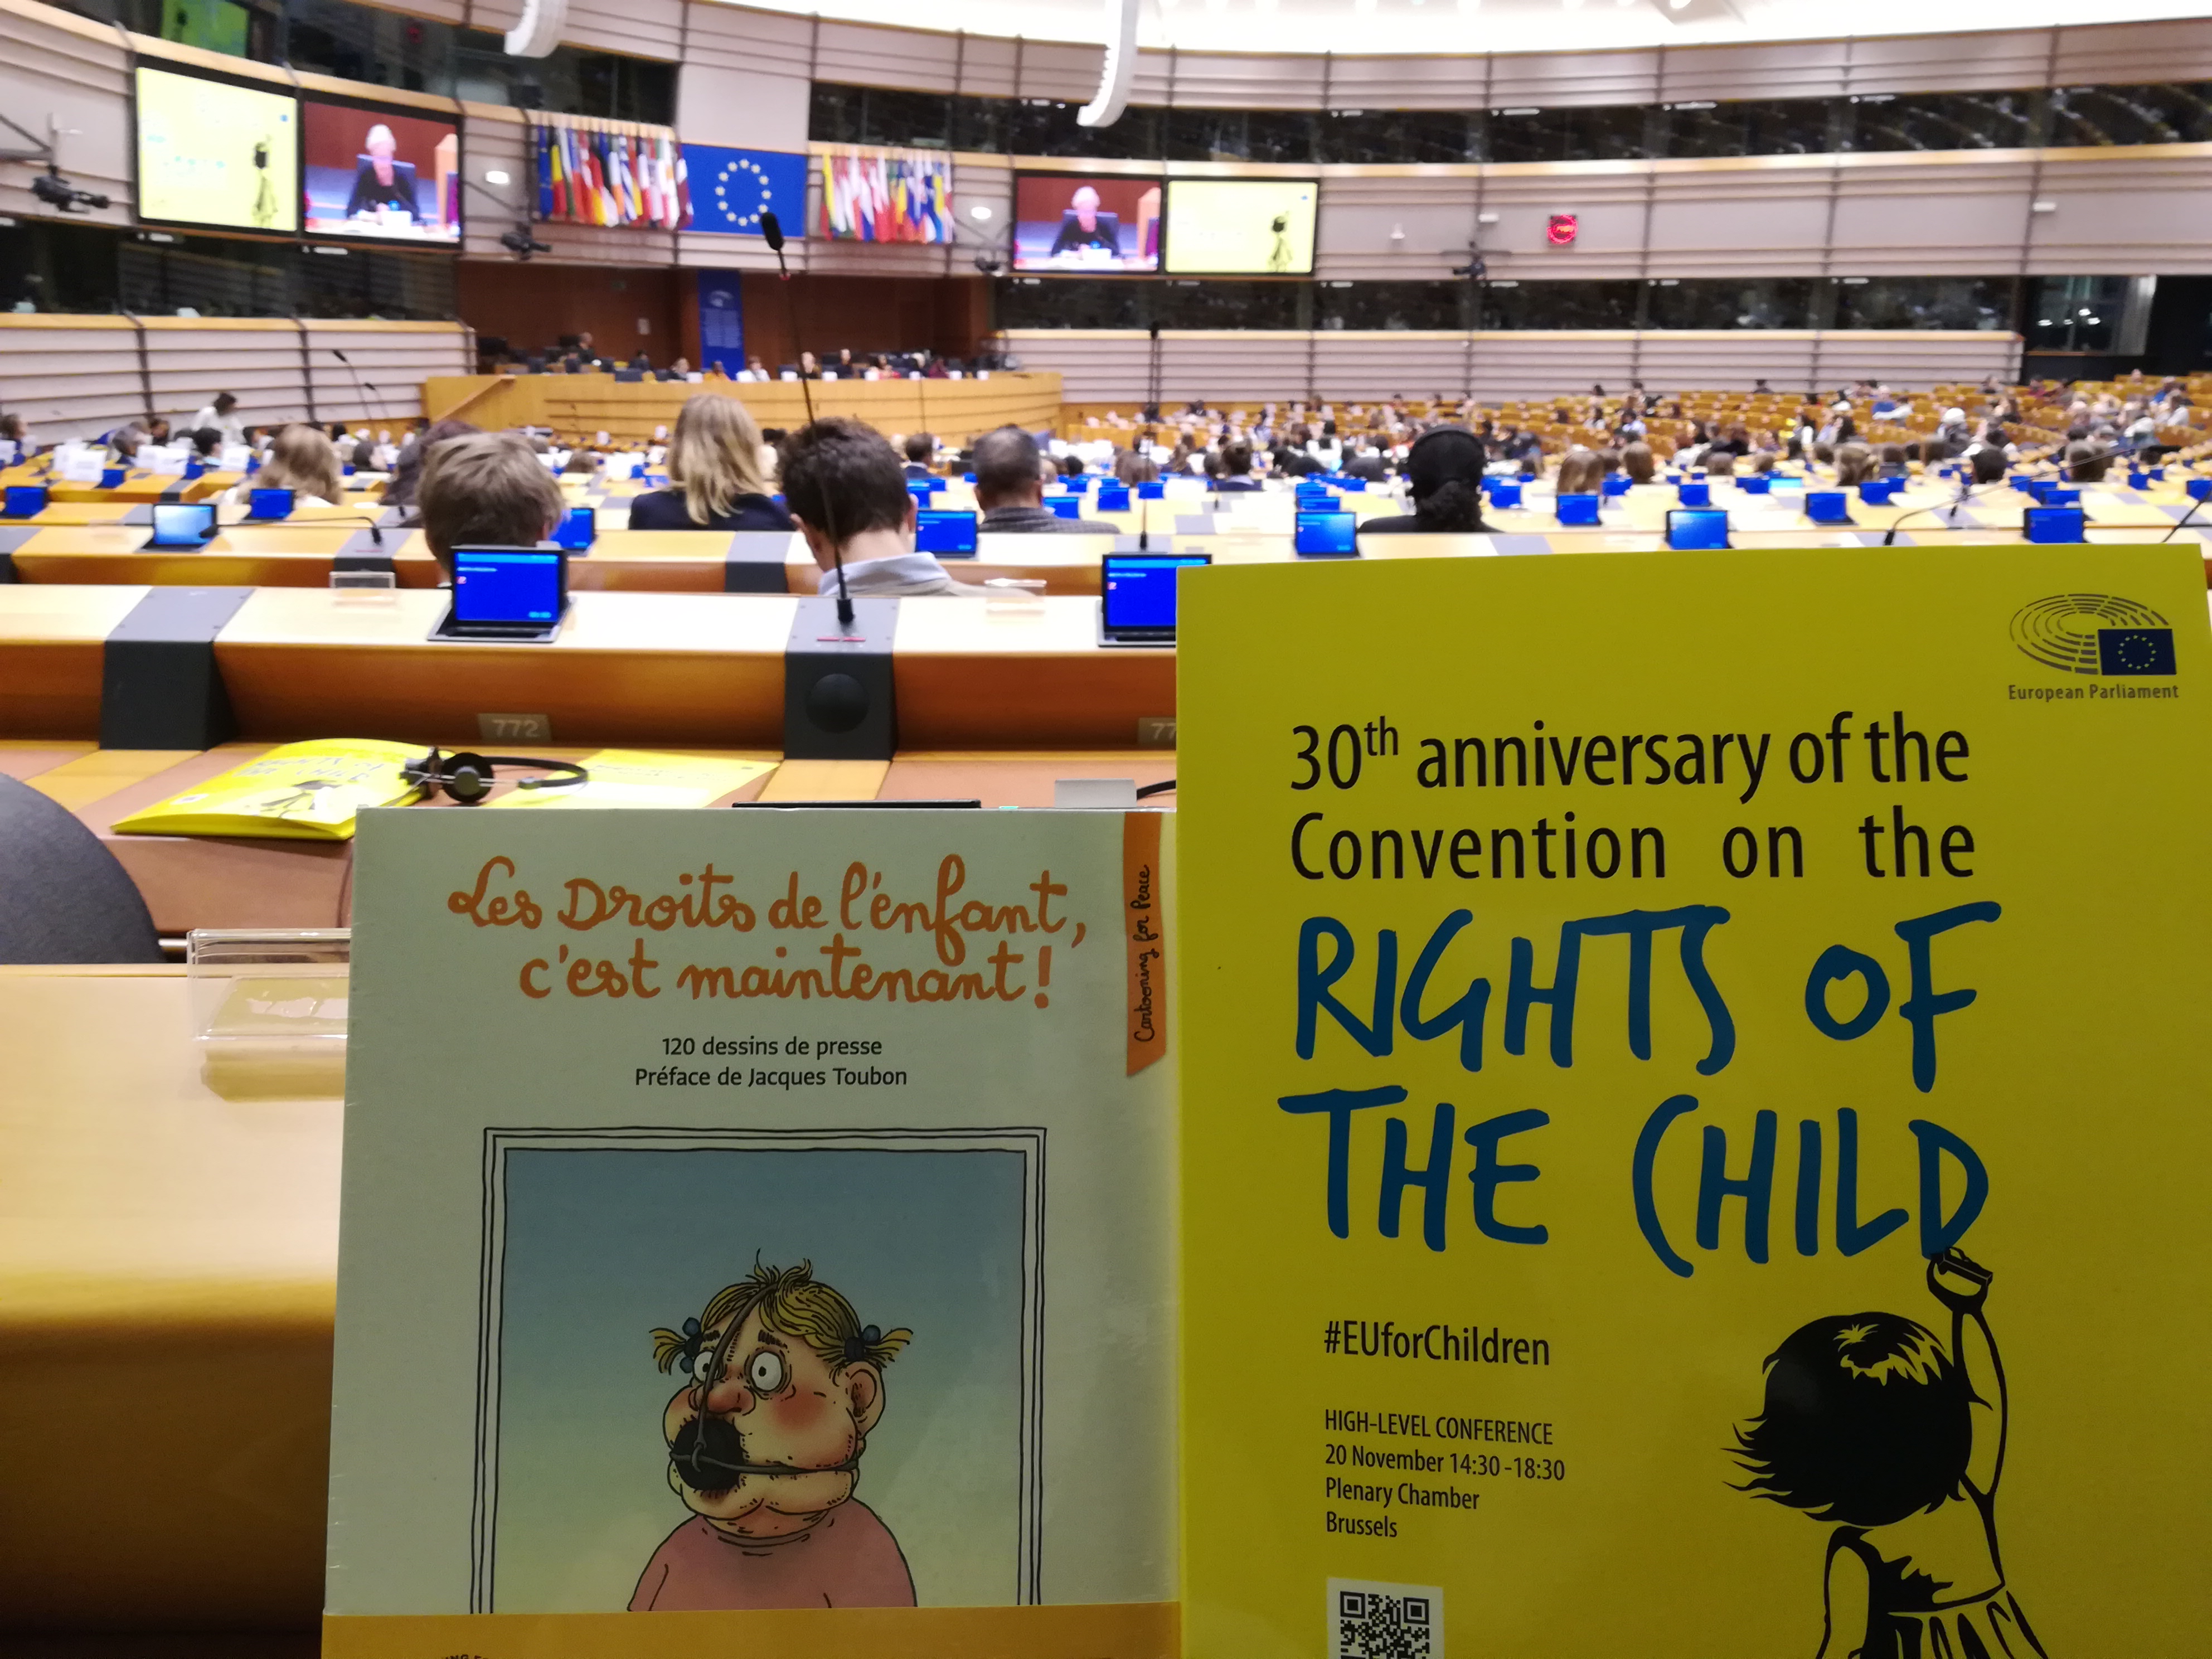 772
77
Les Droits de l'énfant,
c'est maintenant !
120 dessins de presse
Préface de Jacques Toubon
Cartooning for Peace
European Parliament
30th anniversary of the
Convention on the
RIGHTS OF
THE CHILD
#EUforChildren
HIGH-LEVEL CONFERENCE
20 November 14:30 - 18:30
Plenary Chamber
Brussels